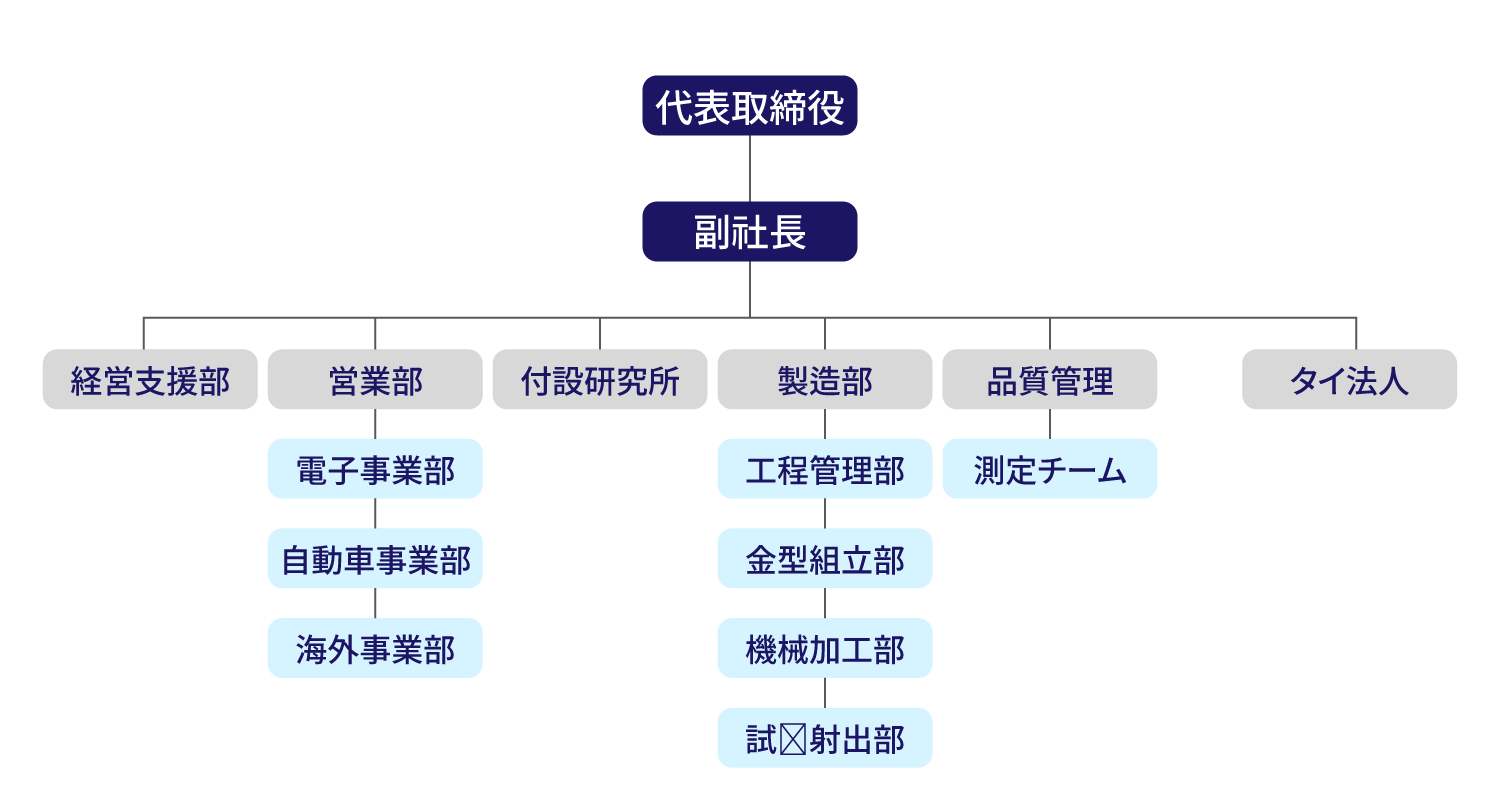 代表取締役
副社長
経営支援部
営業部
付設研究所
製造部
品質管理
タイ法人
電子事業部
工程管理部
測定チーム
自動車事業部
金型組立部
海外事業部
機械加工部
試☒射出部